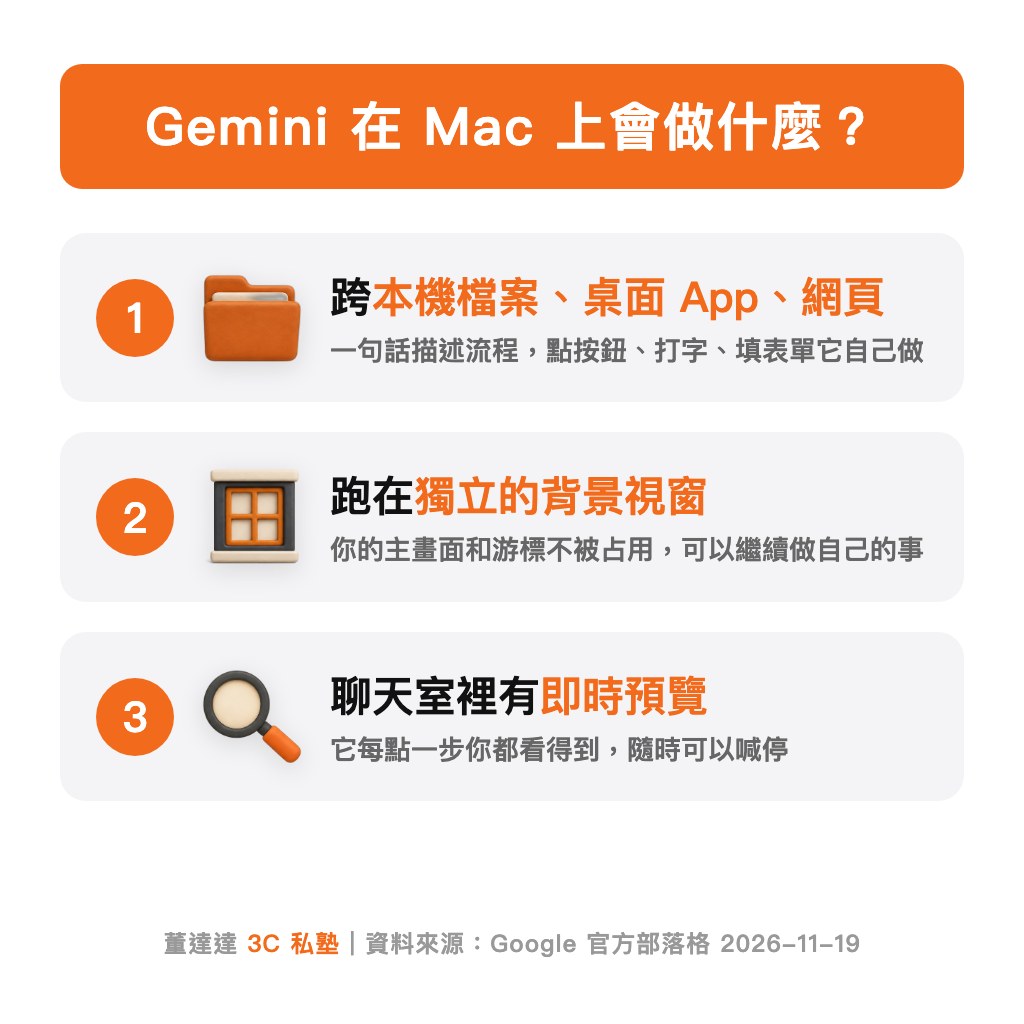 Gemini 在 Mac 上會做什麼？
1
跨本機檔案、桌面 App、網頁
一句話描述流程，點按鈕、打字、填表單它自己做
2
跑在獨立的背景視窗
你的主畫面和游標不被占用，可以繼續做自己的事
3
聊天室裡有即時預覽
它每點一步你都看得到，隨時可以喊停
董達達 3C 私塾｜資料來源：Google 官方部落格 2026–11–19